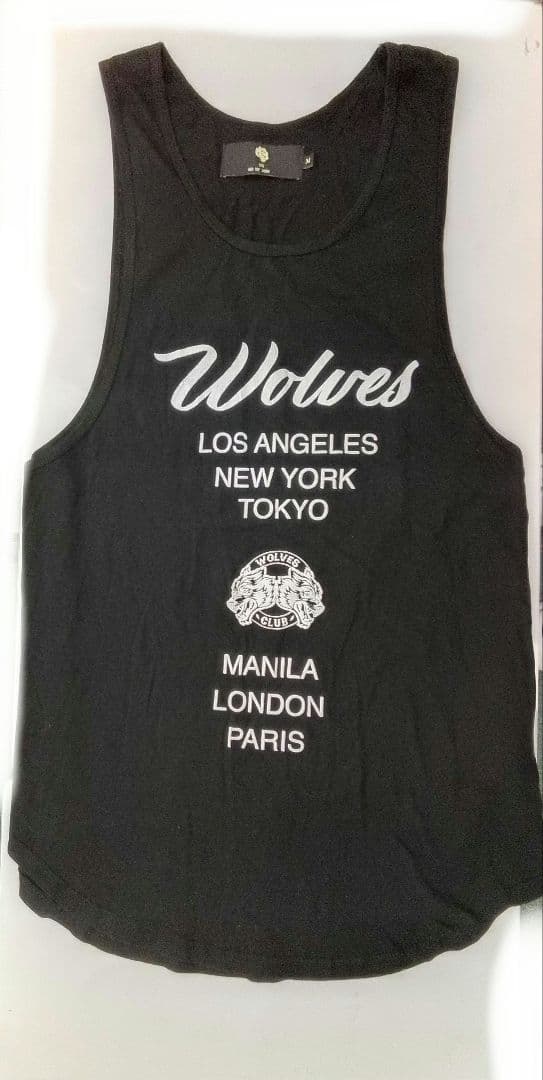 Wolves
LOS ANGELES
NEW YORK
TOKYO
WOLVES
CLUB
MANILA
LONDON
PARIS